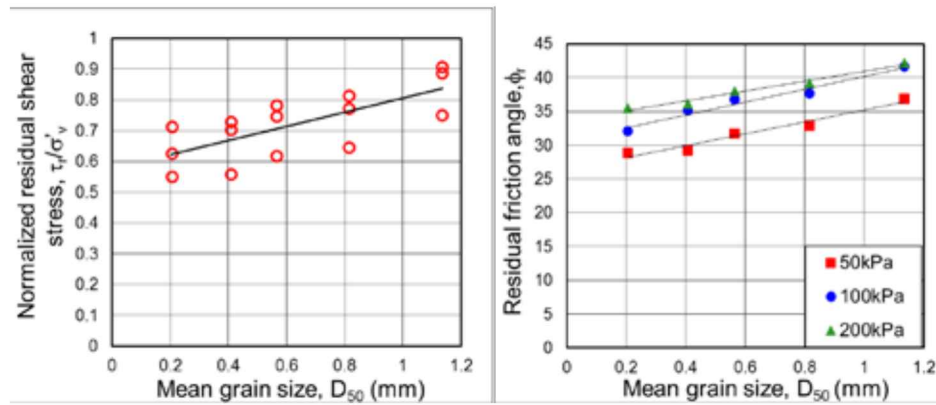 Normalized residual shear
stress, τr/σ'v
1
0.9
0.8
0.7
0.6
0.5
0.4
0.3
0.2
0.1
0
0 0.2 0.4 0.6 0.8 1 1.2
Mean grain size, D50 (mm)
Residual friction angle,ϕr
45
40
35
30
25
20
15
10
5
0
50kPa
100kPa
200kPa
0 0.2 0.4 0.6 0.8 1 1.2
Mean grain size, D50 (mm)